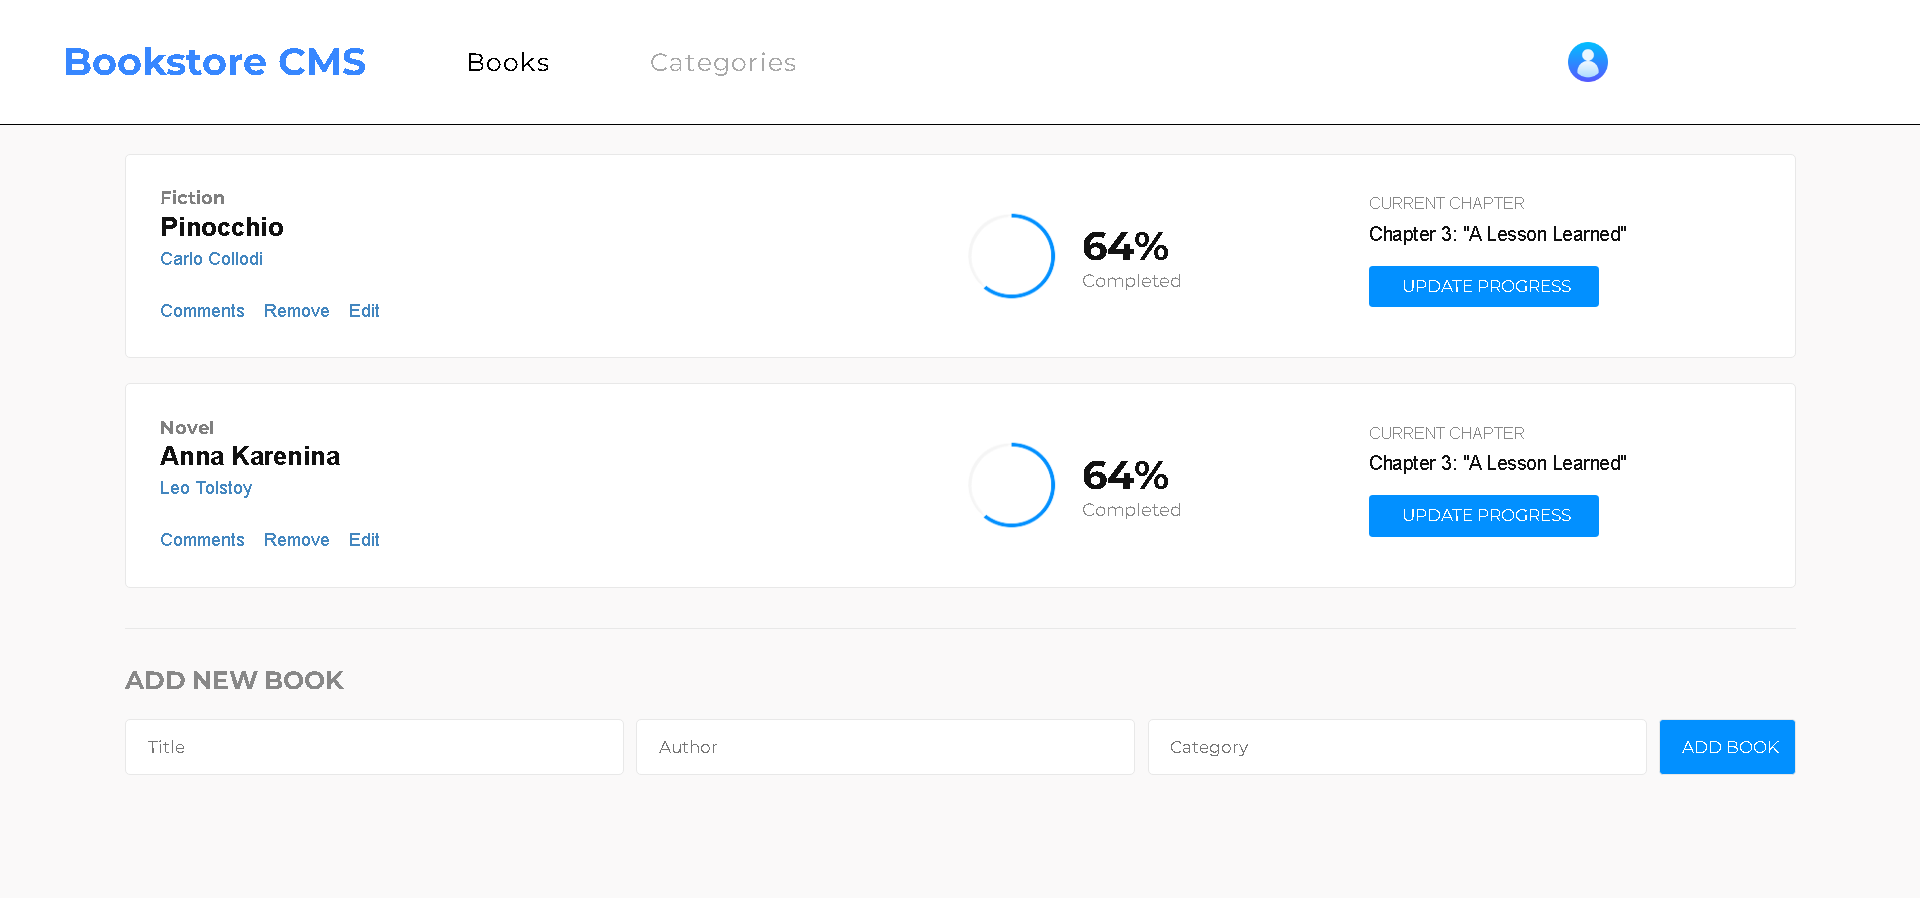 Bookstore CMS Books Categories
Fiction
Pinocchio
Carlo Collodi
Comments Remove Edit
64%
Completed
CURRENT CHAPTER
Chapter 3: "A Lesson Learned"
UPDATE PROGRESS
Novel
Anna Karenina
Leo Tolstoy
Comments Remove Edit
64%
Completed
CURRENT CHAPTER
Chapter 3: "A Lesson Learned"
UPDATE PROGRESS
ADD NEW BOOK
Title Author Category ADD BOOK